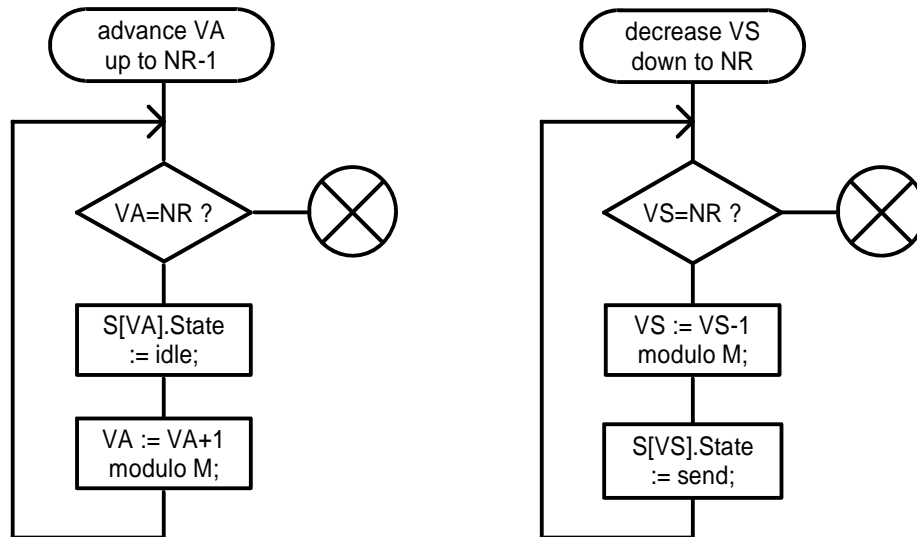 advance VA
up to NR-1
VA=NR ?
S[VA].State
:= idle;
VA := VA+1
modulo M;
decrease VS
down to NR
VS=NR ?
VS := VS-1
modulo M;
S[VS].State
:= send;